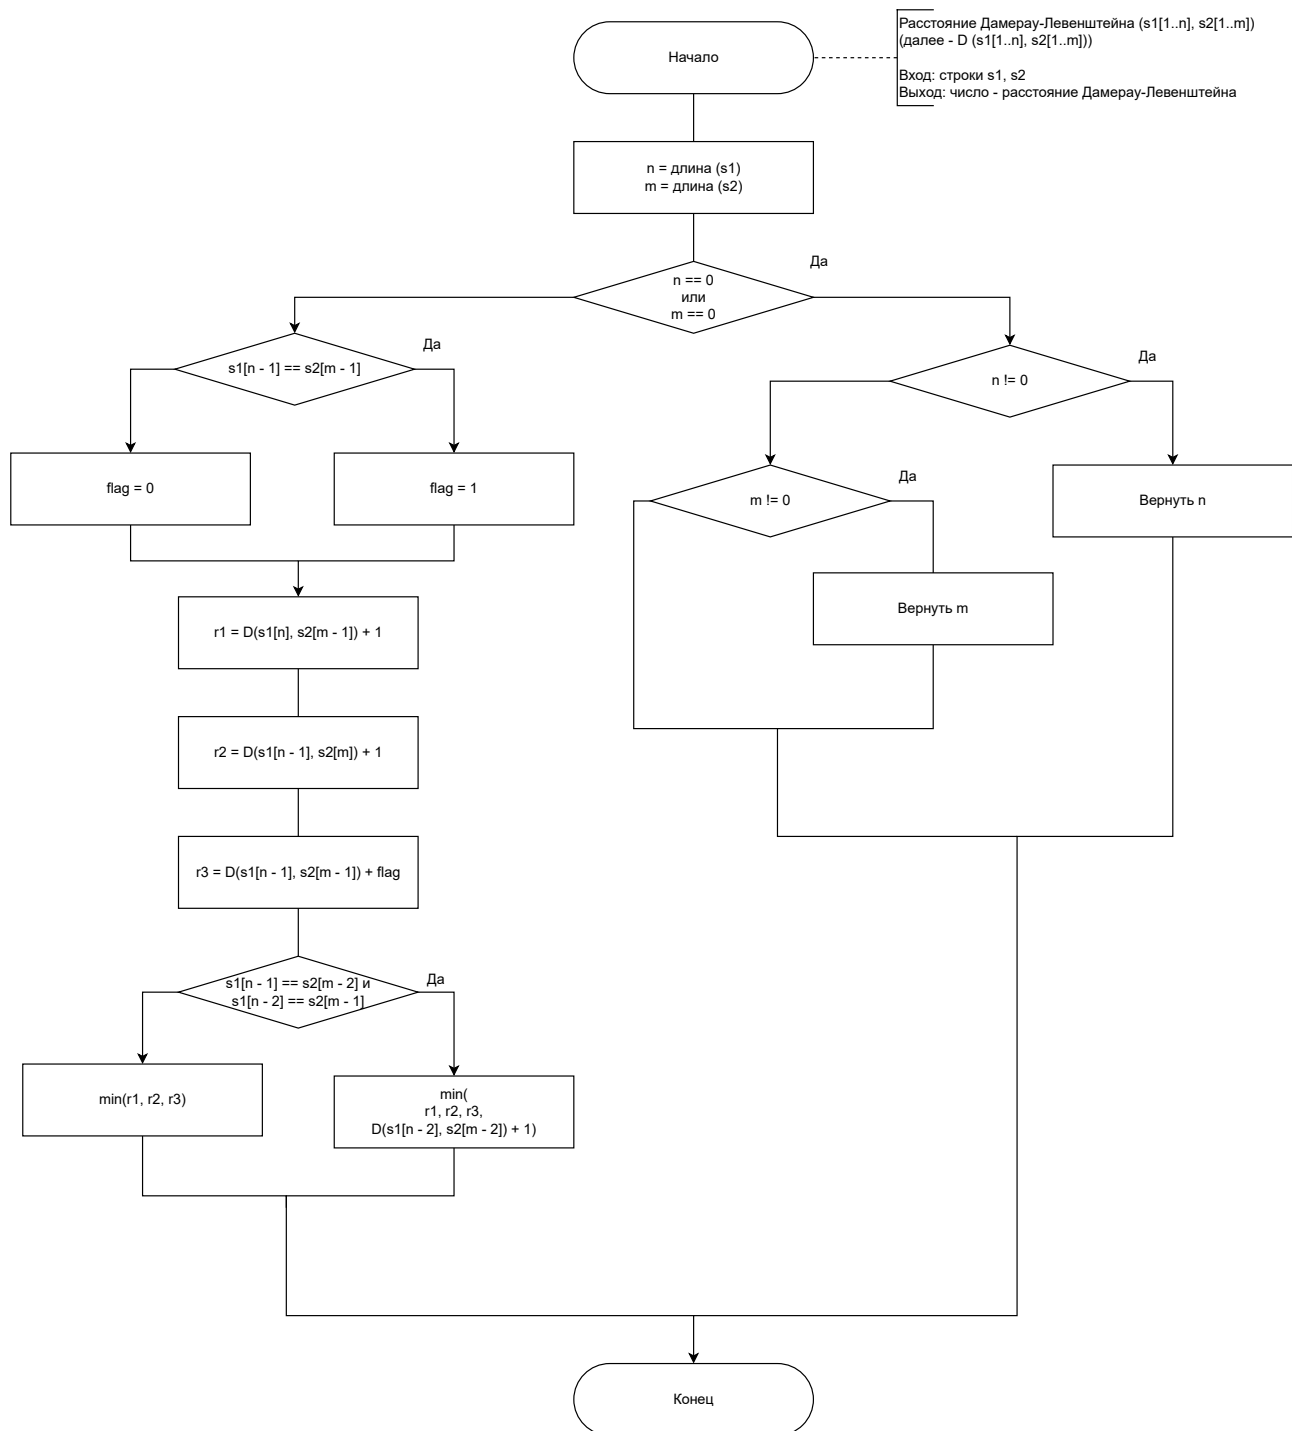 Начало
Расстояние Дамерау-Левенштейна (s1[1..n], s2[1..m])
(далее - D (s1[1..n], s2[1..m]))
Вход: строки s1, s2
Выход: число - расстояние Дамерау-Левенштейна
n = длина (s1)
m = длина (s2)
Да
n == 0
или
m == 0
Да
s1[n - 1] == s2[m - 1]
Да
n != 0
flag = 0
flag = 1
Да
m != 0
Вернуть n
Вернуть m
r1 = D(s1[n], s2[m - 1]) + 1
r2 = D(s1[n - 1], s2[m]) + 1
r3 = D(s1[n - 1], s2[m - 1]) + flag
Да
s1[n - 1] == s2[m - 2] и
s1[n - 2] == s2[m - 1]
min(r1, r2, r3)
min(
r1, r2, r3,
D(s1[n - 2], s2[m - 2]) + 1)
Конец